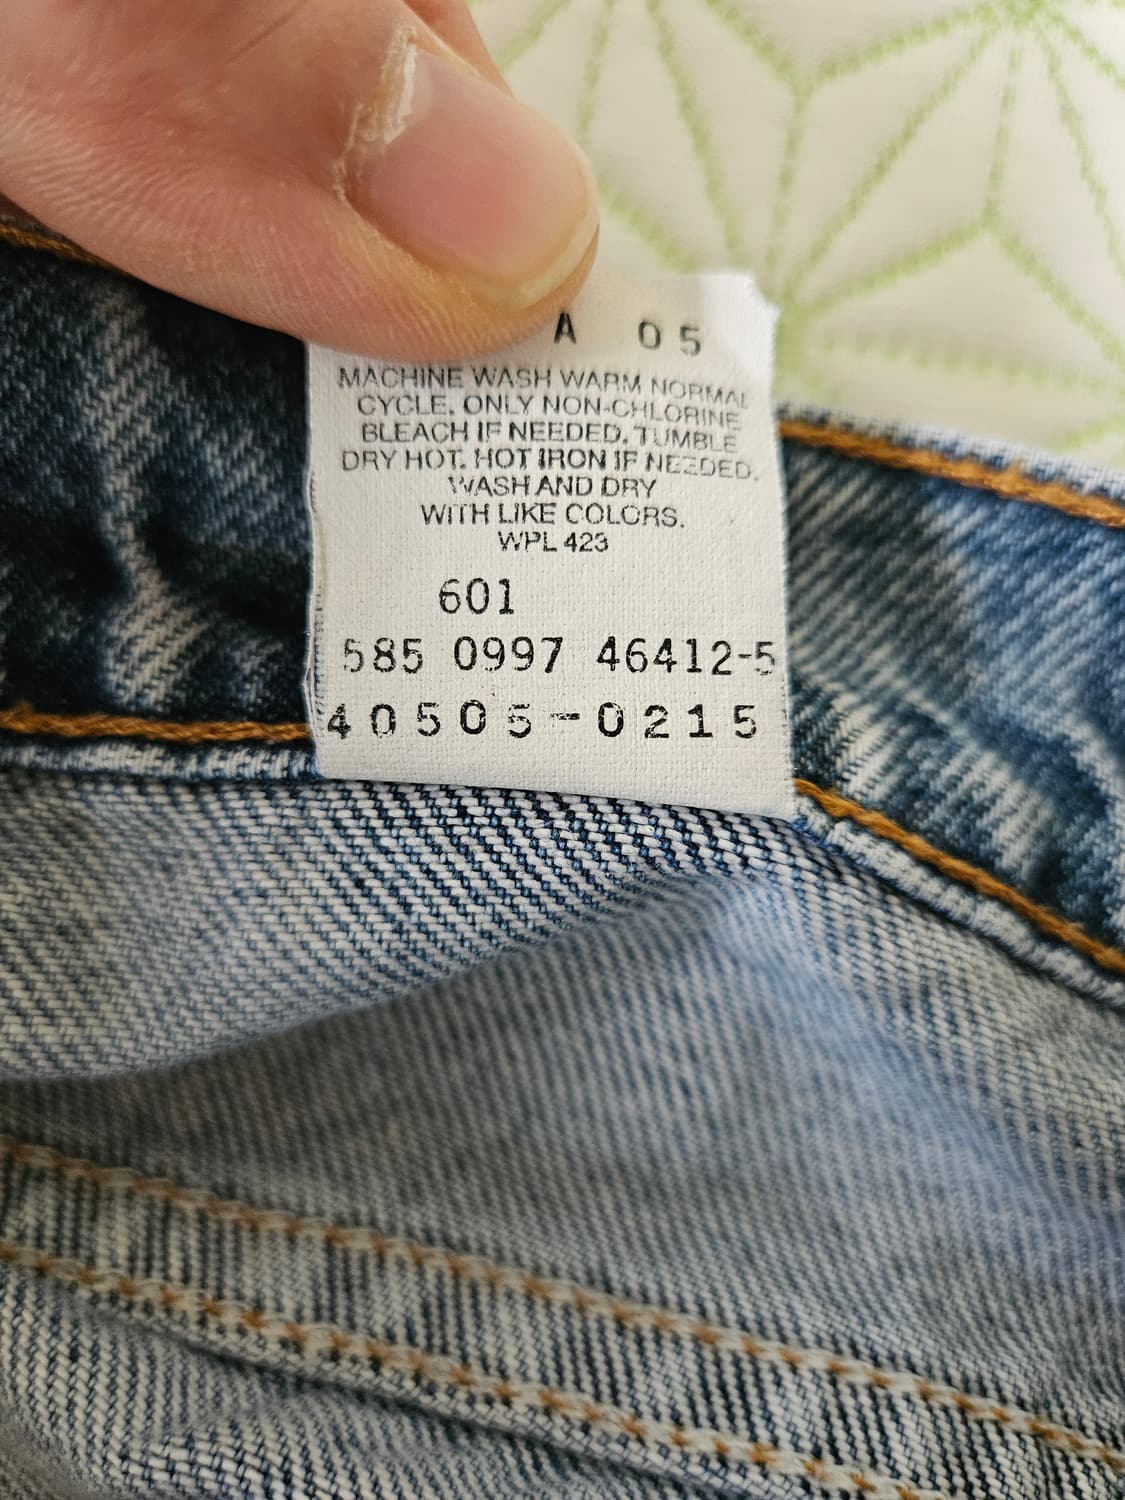 A 05
MACHINE WASH WARM NORMAL
CYCLE. ONLY NON-CHLORINE
BLEACH IF NEEDED. TUMBLE
DRY HOT. HOT IRON IF NEEDED.
WASH AND DRY
WITH LIKE COLORS.
WPL 423
601
585 0997 46412-5
40505-0215